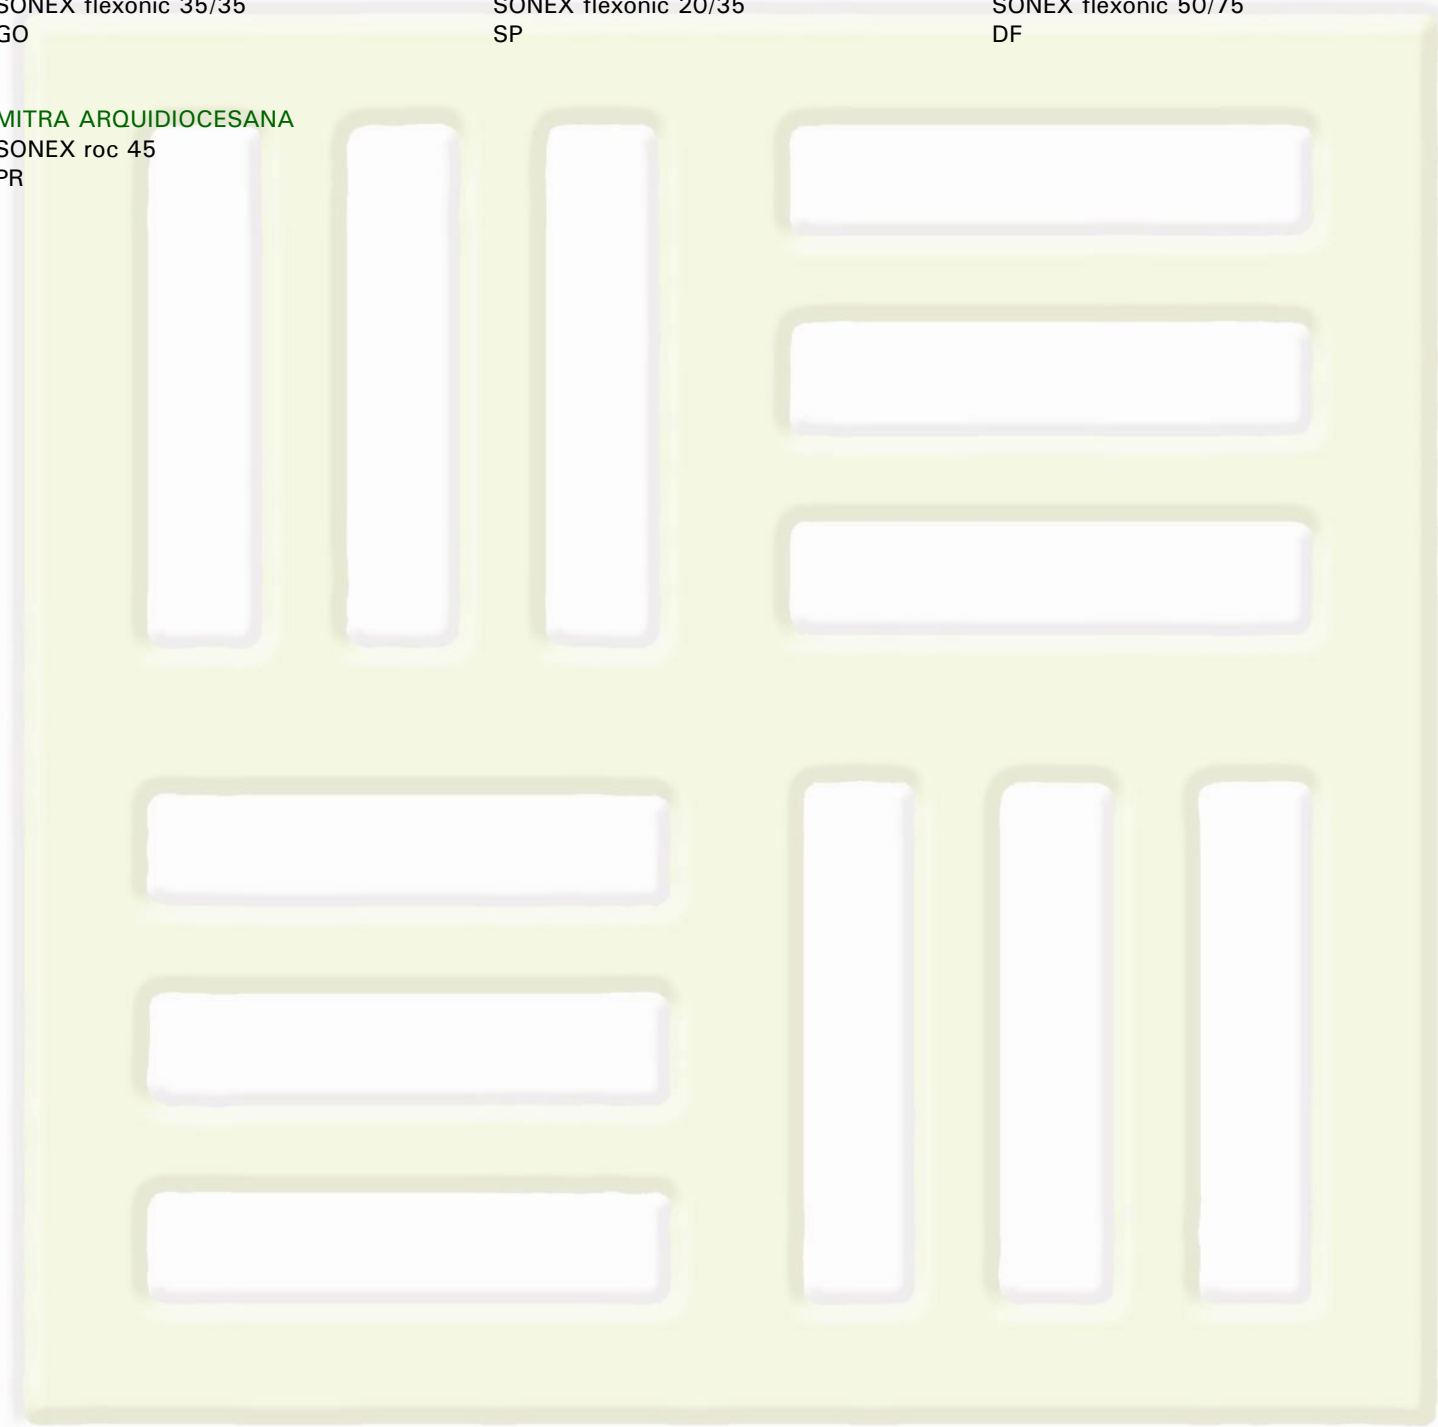 SONEX flexonic 35/35
GO
SONEX flexonic 20/35
SP
SONEX flexonic 50/75
DF
MITRA ARQUIDIOCESANA
SONEX roc 45
PR